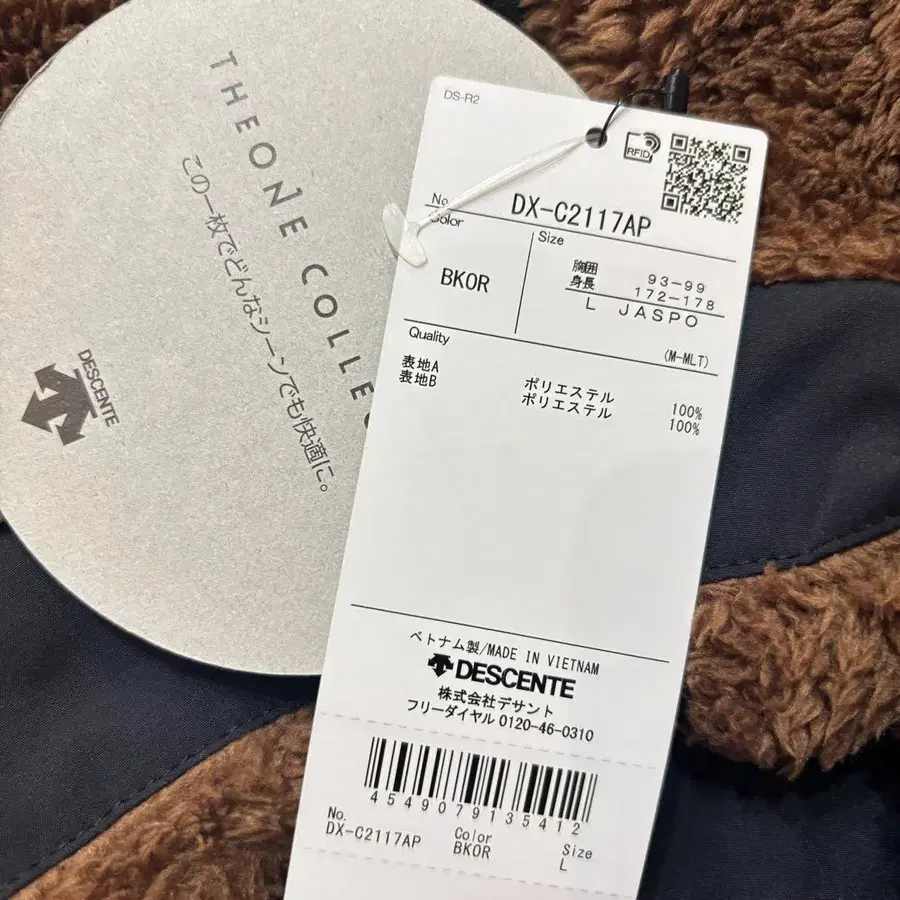 THE ONE COLLEC
この一枚でどんなシーンでも快適に。
DESCENTE
DS-R2
RFID
No. DX-C2117AP
Color
BKOR
Size
胸囲 93-99
身長 172-178
L JASPO
(M-MLT)
Quality
表地A ポリエステル 100%
表地B ポリエステル 100%
ベトナム製/MADE IN VIETNAM
DESCENTE
株式会社デサント
フリーダイヤル 0120-46-0310
4549079135412
No. Color Size
DX-C2117AP BKOR L